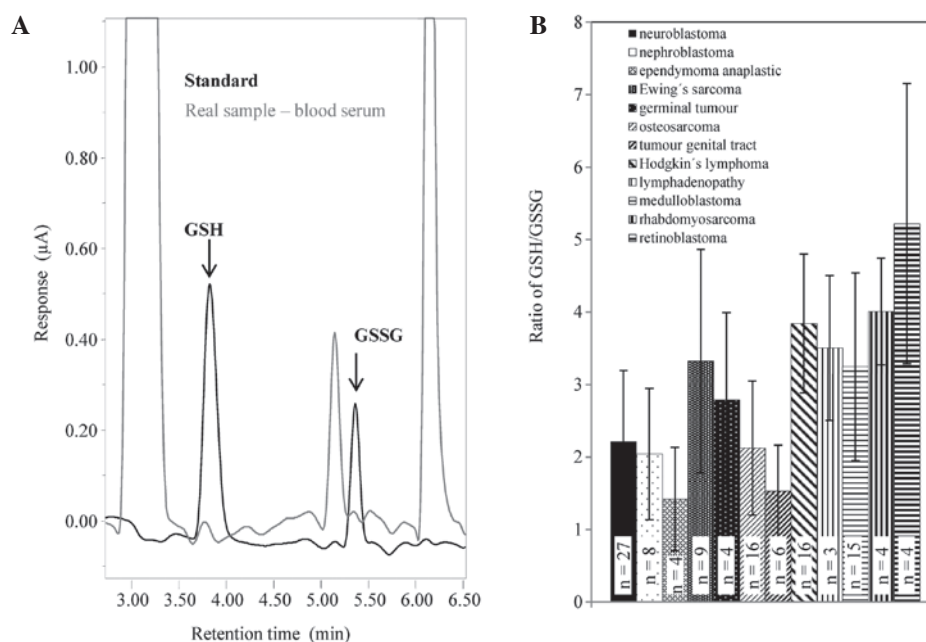 A
1.00
0.80
0.60
0.40
0.20
0.00
Response (µA)
Standard
Real sample – blood serum
GSH
GSSG
3.00 3.50 4.00 4.50 5.00 5.50 6.00 6.50
Retention time (min)
B
8
7
6
5
4
3
2
1
0
Ratio of GSH/GSSG
neuroblastoma
nephroblastoma
ependymoma anaplastic
Ewing´s sarcoma
germinal tumour
osteosarcoma
tumour genital tract
Hodgkin´s lymphoma
lymphadenopathy
medulloblastoma
rhabdomyosarcoma
retinoblastoma
n = 27
n = 8
n = 4
n = 9
n = 4
n = 16
n = 6
n = 16
n = 3
n = 15
n = 4
n = 4